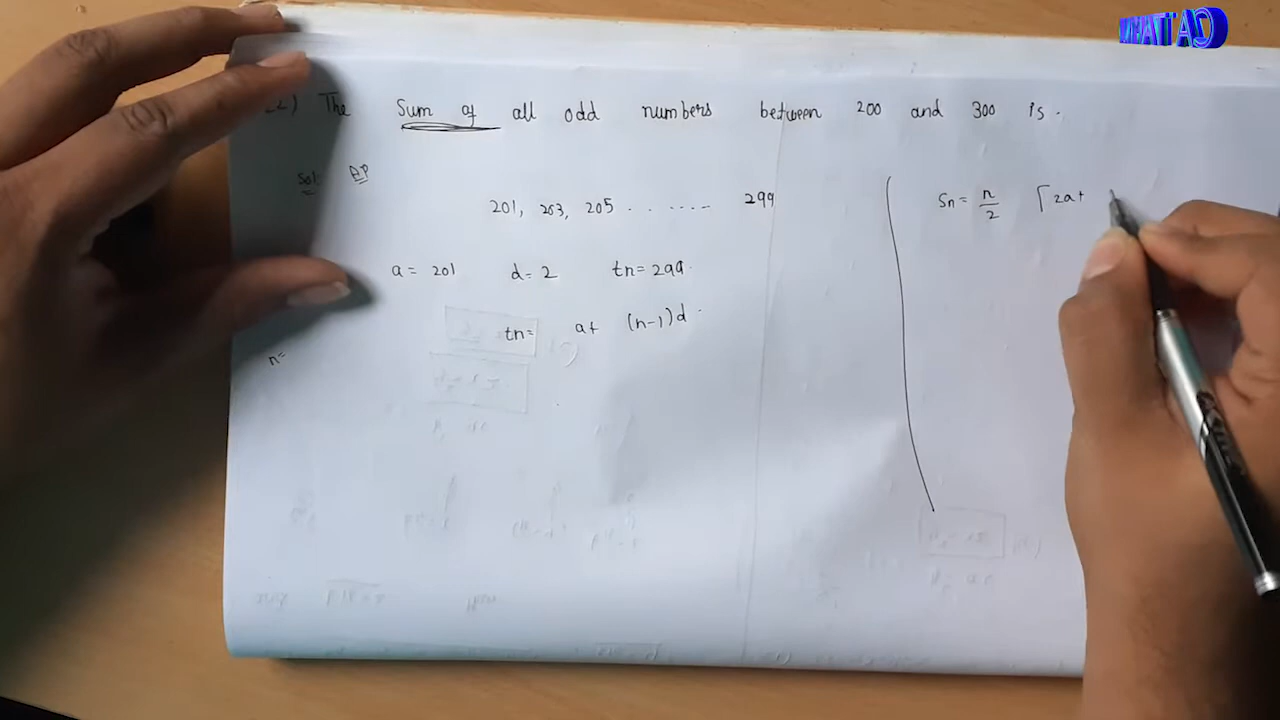 The Sum of all odd numbers between 200 and 300 is.
Sol: AP
201, 203, 205 . . ..... 299
a = 201 d = 2 tn = 299.
tn = a + (n-1)d.
n =
Sn = n/2 [2a+